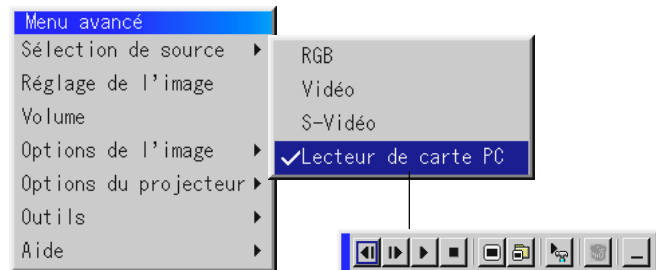 Menu avancé
Sélection de source
Réglage de l'image
Volume
Options de l'image
Options du projecteur
Outils
Aide
RGB
Vidéo
S-Vidéo
Lecteur de carte PC